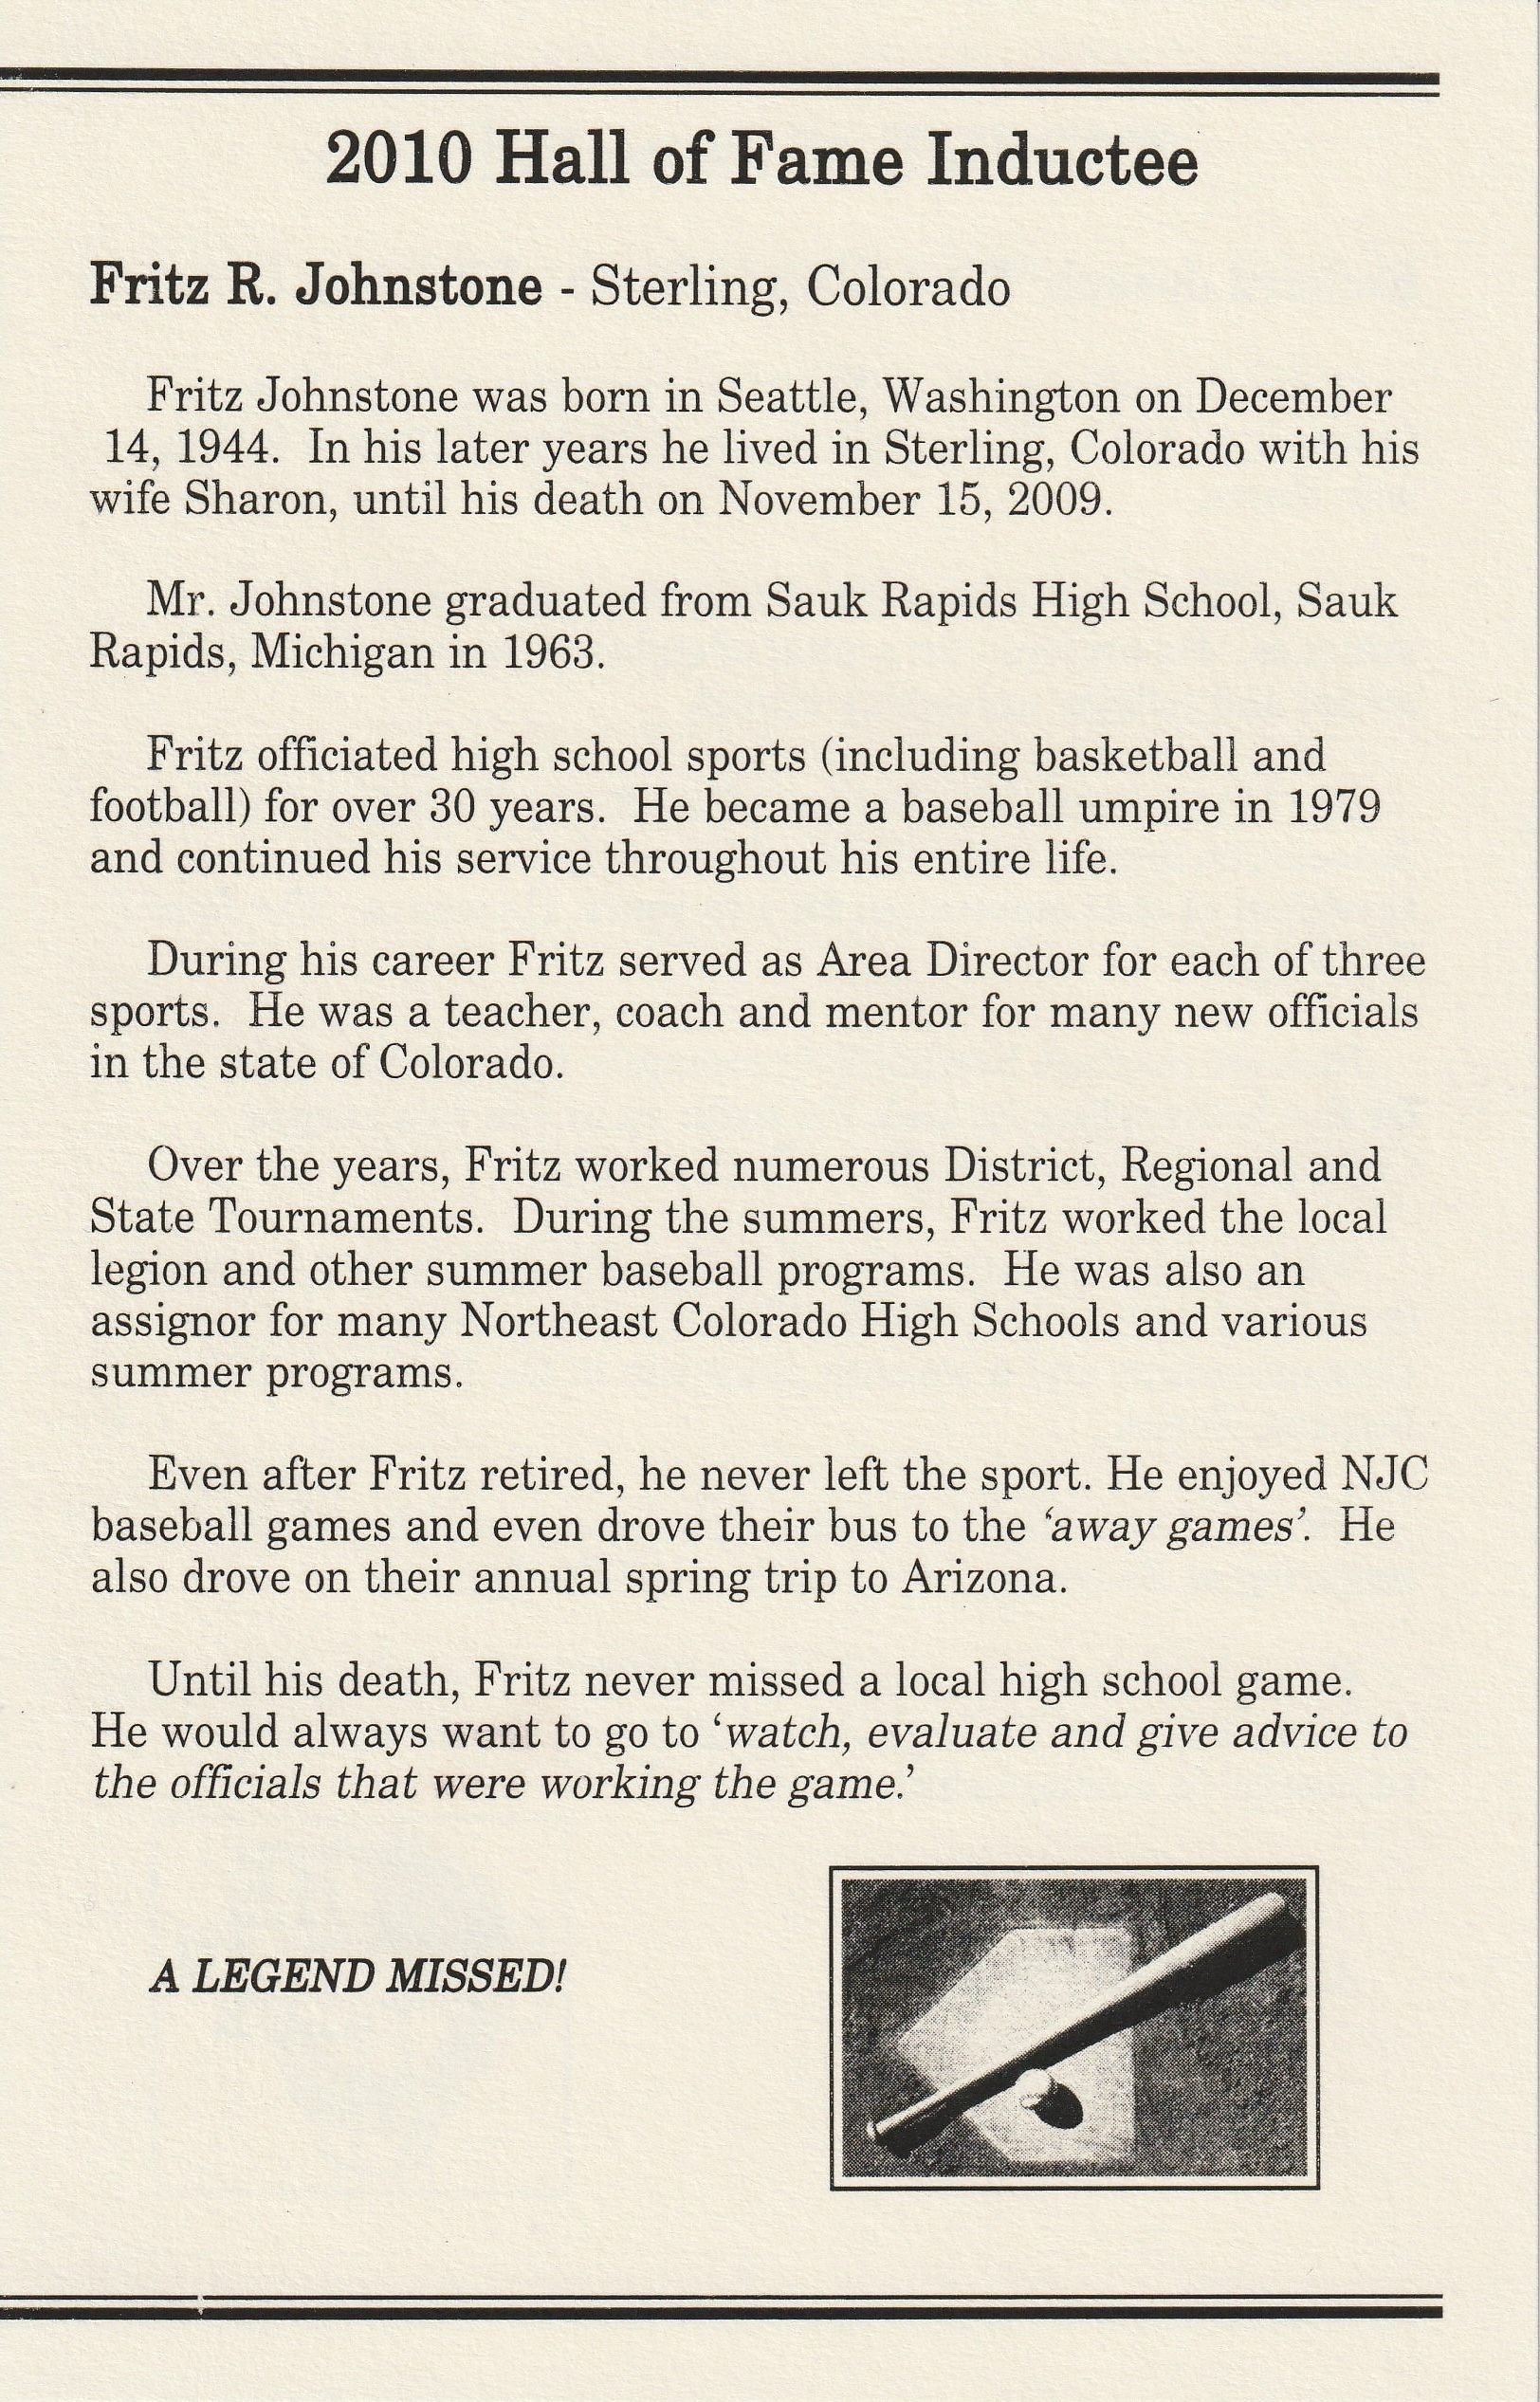 2010 Hall of Fame Inductee
Fritz R. Johnstone - Sterling, Colorado
Fritz Johnstone was born in Seattle, Washington on December
14, 1944. In his later years he lived in Sterling, Colorado with his
wife Sharon, until his death on November 15, 2009.
Mr. Johnstone graduated from Sauk Rapids High School, Sauk
Rapids, Michigan in 1963.
Fritz officiated high school sports (including basketball and
football) for over 30 years. He became a baseball umpire in 1979
and continued his service throughout his entire life.
During his career Fritz served as Area Director for each of three
sports. He was a teacher, coach and mentor for many new officials
in the state of Colorado.
Over the years, Fritz worked numerous District, Regional and
State Tournaments. During the summers, Fritz worked the local
legion and other summer baseball programs. He was also an
assignor for many Northeast Colorado High Schools and various
summer programs.
Even after Fritz retired, he never left the sport. He enjoyed NJC
baseball games and even drove their bus to the ‘away games’. He
also drove on their annual spring trip to Arizona.
Until his death, Fritz never missed a local high school game.
He would always want to go to ‘watch, evaluate and give advice to
the officials that were working the game.’
A LEGEND MISSED!